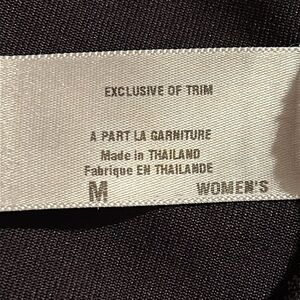 EXCLUSIVE OF TRIM
A PART LA GARNITURE
Made in THAILAND
Fabrique EN THAILANDE
M WOMEN'S